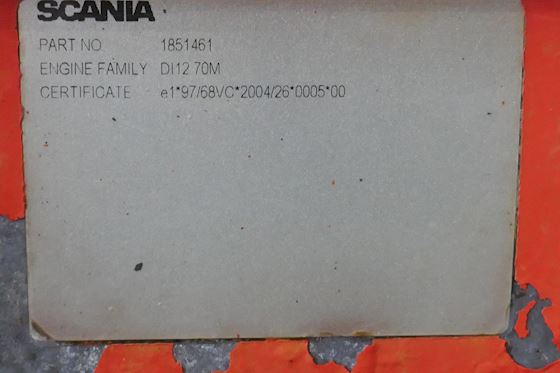 SCANIA
PART NO. 1851461
ENGINE FAMILY DI12 70M
CERTIFICATE e1*97/68VC*2004/26*0005*00